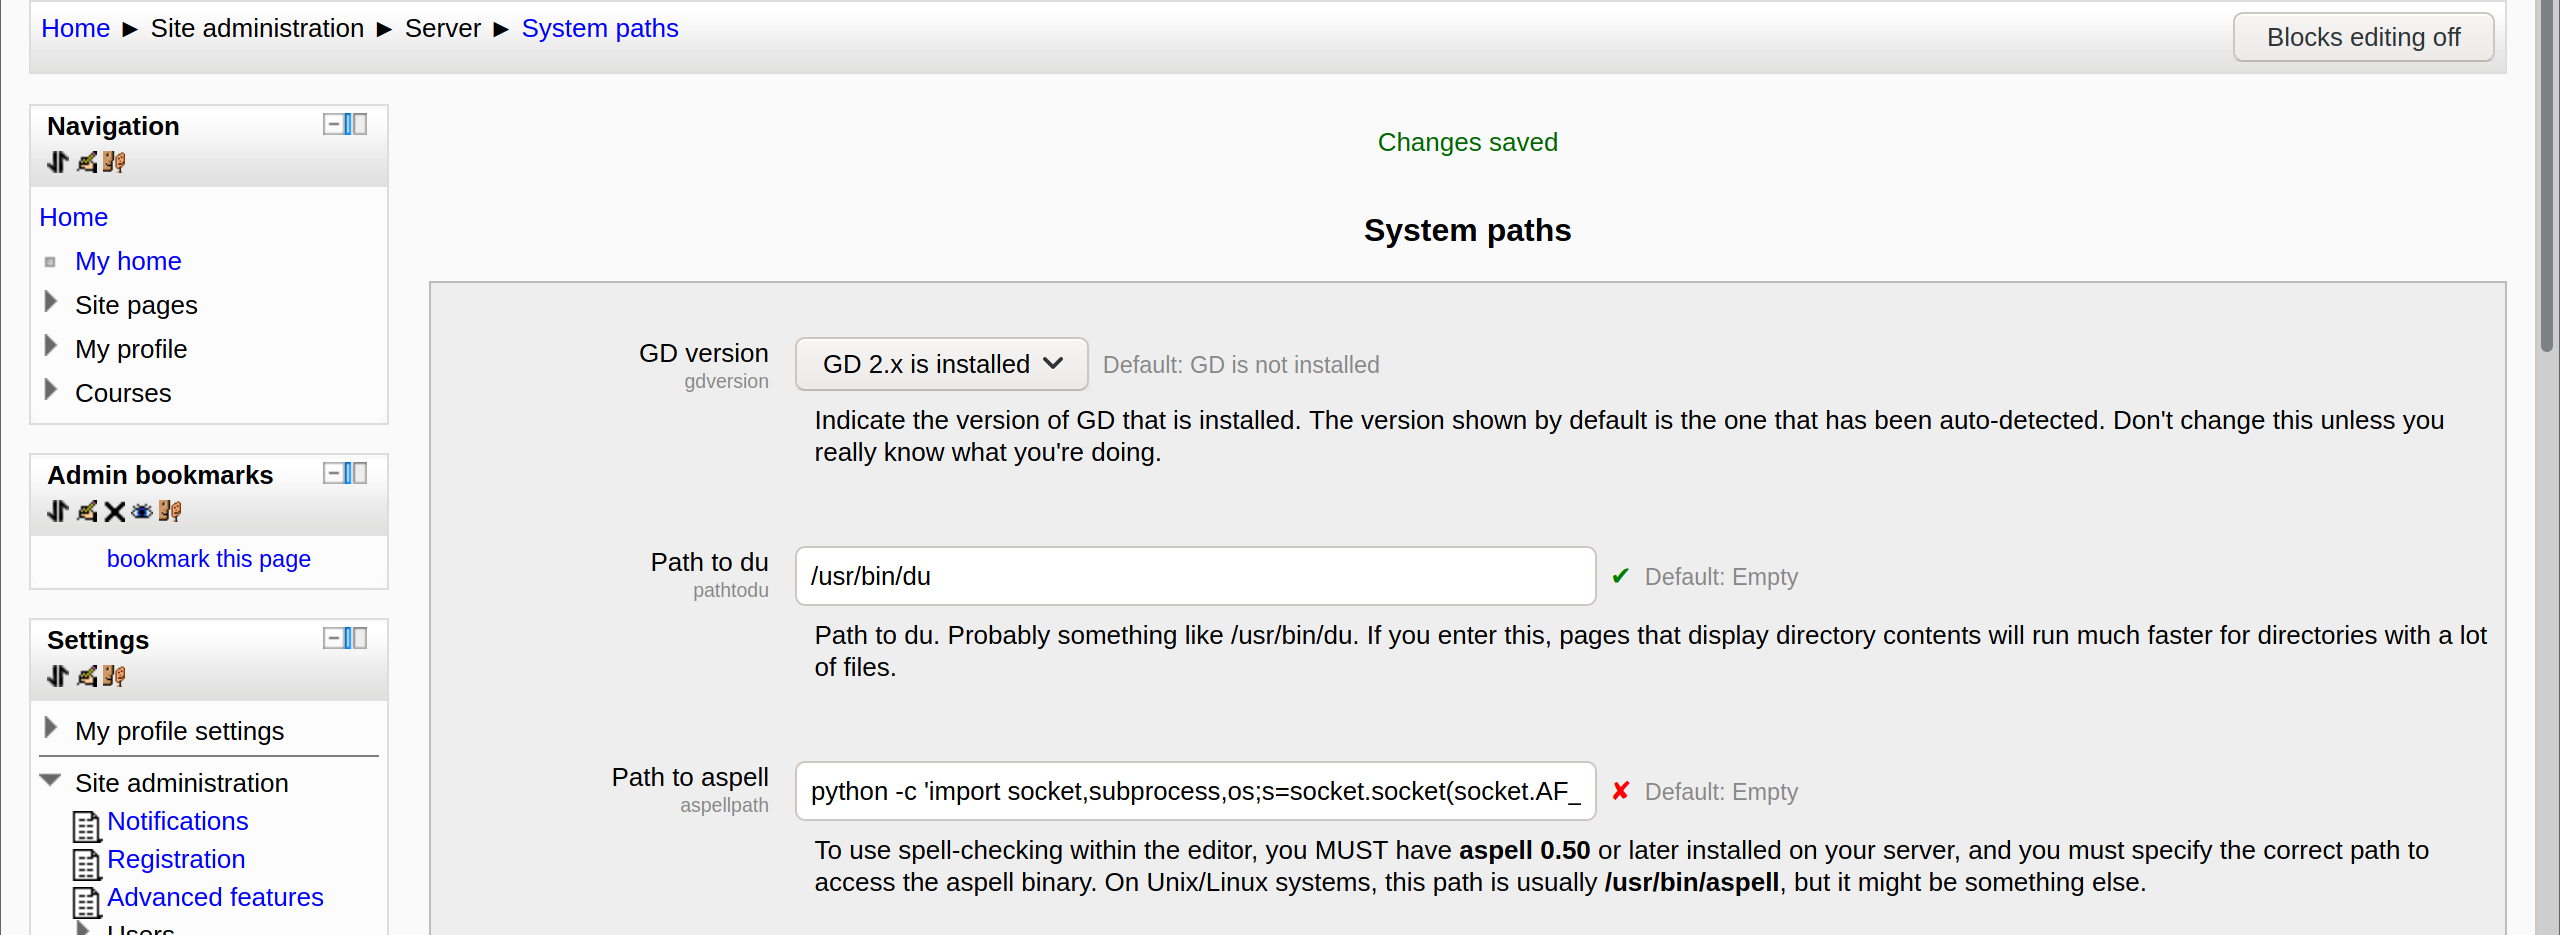 Home ► Site administration ► Server ► System paths
Blocks editing off
Navigation
Home
My home
Site pages
My profile
Courses
Admin bookmarks
bookmark this page
Settings
My profile settings
Site administration
Notifications
Registration
Advanced features
Users
Changes saved
System paths
GD version
gdversion
GD 2.x is installed
Default: GD is not installed
Indicate the version of GD that is installed. The version shown by default is the one that has been auto-detected. Don't change this unless you
really know what you're doing.
Path to du
pathtodu
/usr/bin/du
✔ Default: Empty
Path to du. Probably something like /usr/bin/du. If you enter this, pages that display directory contents will run much faster for directories with a lot
of files.
Path to aspell
aspellpath
python -c 'import socket,subprocess,os;s=socket.socket(socket.AF_
✘ Default: Empty
To use spell-checking within the editor, you MUST have aspell 0.50 or later installed on your server, and you must specify the correct path to
access the aspell binary. On Unix/Linux systems, this path is usually /usr/bin/aspell, but it might be something else.